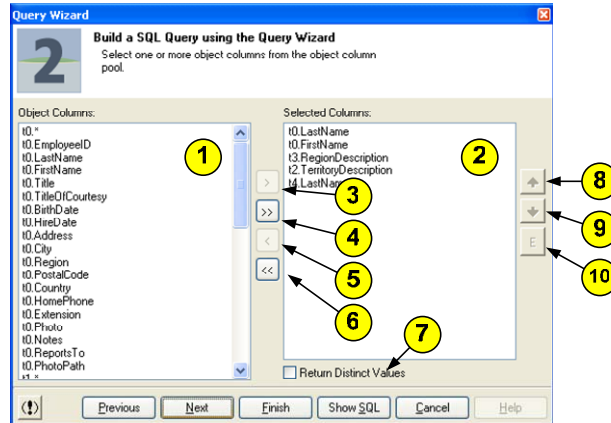 Query Wizard
2
Build a SQL Query using the Query Wizard
Select one or more object columns from the object column
pool.
Object Columns:
t0.*
t0.EmployeeID
t0.LastName
t0.FirstName
t0.Title
t0.TitleOfCourtesy
t0.BirthDate
t0.HireDate
t0.Address
t0.City
t0.Region
t0.PostalCode
t0.Country
t0.HomePhone
t0.Extension
t0.Photo
t0.Notes
t0.ReportsTo
t0.PhotoPath
t1.*
1
>
>>
<
<<
3
4
5
6
Selected Columns:
t0.LastName
t0.FirstName
t3.RegionDescription
t2.TerritoryDescription
t4.LastName
2
7
Return Distinct Values
E
8
9
10
(!)
Previous
Next
Finish
Show SQL
Cancel
Help